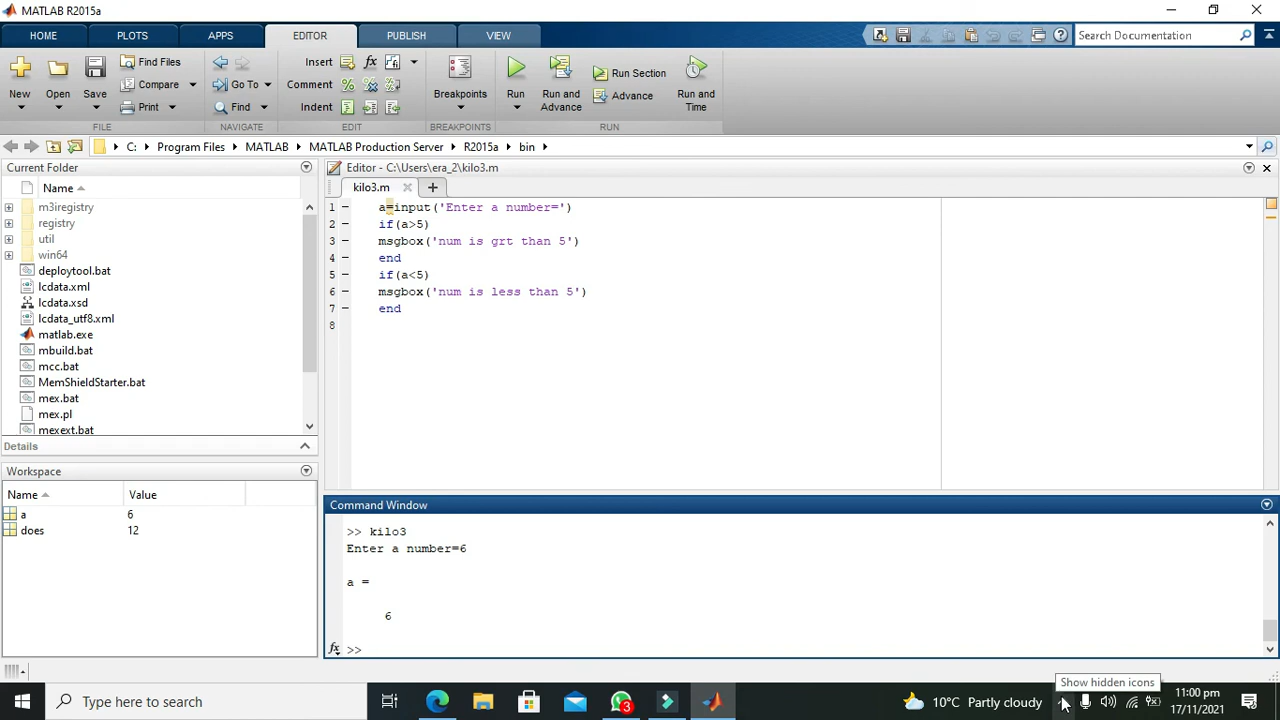 MATLAB R2015a
HOME PLOTS APPS EDITOR PUBLISH VIEW Search Documentation
New Open Save Find Files Compare Print Go To Find Insert Comment Indent Breakpoints Run Run and Advance Run Section Advance Run and Time
FILE NAVIGATE EDIT BREAKPOINTS RUN
C: Program Files MATLAB MATLAB Production Server R2015a bin
Current Folder
Name
m3iregistry
registry
util
win64
deploytool.bat
lcdata.xml
lcdata.xsd
lcdata_utf8.xml
matlab.exe
mbuild.bat
mcc.bat
MemShieldStarter.bat
mex.bat
mex.pl
mexext.bat
Details
Workspace
Name Value
a 6
does 12
Editor - C:\Users\era_2\kilo3.m
kilo3.m
1 a=input('Enter a number=')
2 if(a>5)
3 msgbox('num is grt than 5')
4 end
5 if(a<5)
6 msgbox('num is less than 5')
7 end
8
Command Window
>> kilo3
Enter a number=6
a =
6
fx >>
Show hidden icons
Type here to search
3
10°C Partly cloudy
11:00 pm
17/11/2021